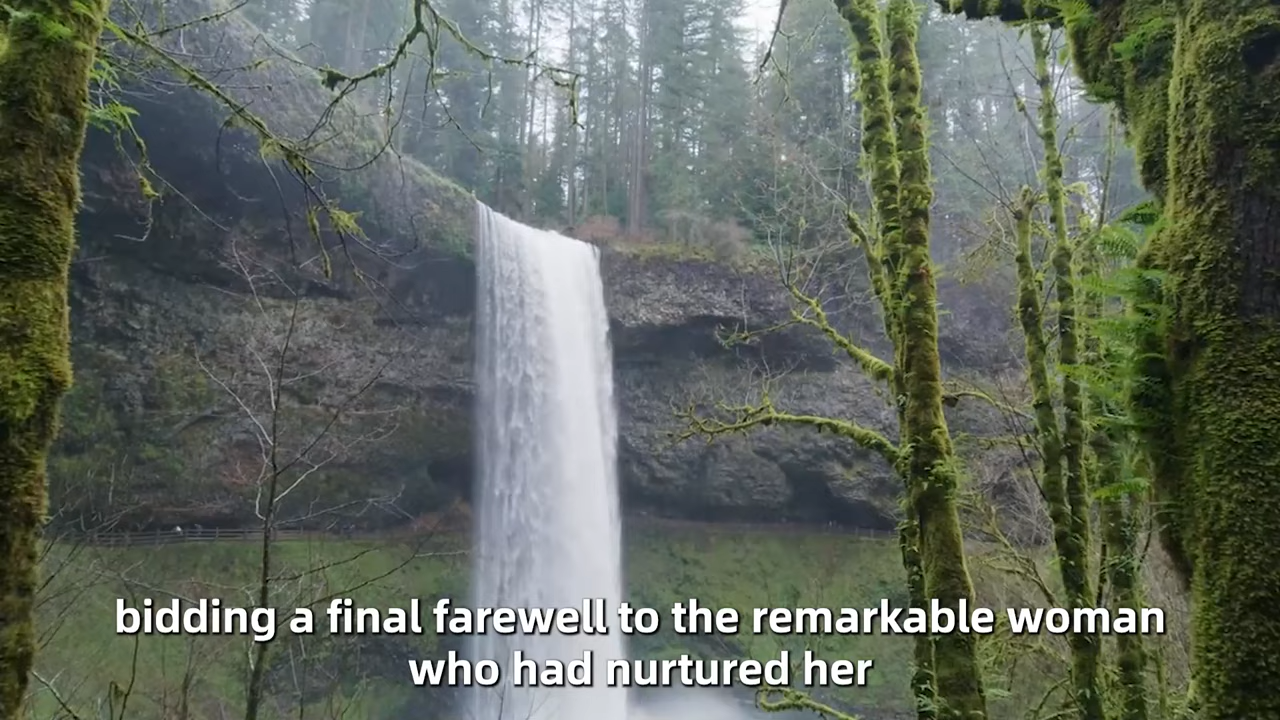 bidding a final farewell to the remarkable woman
who had nurtured her